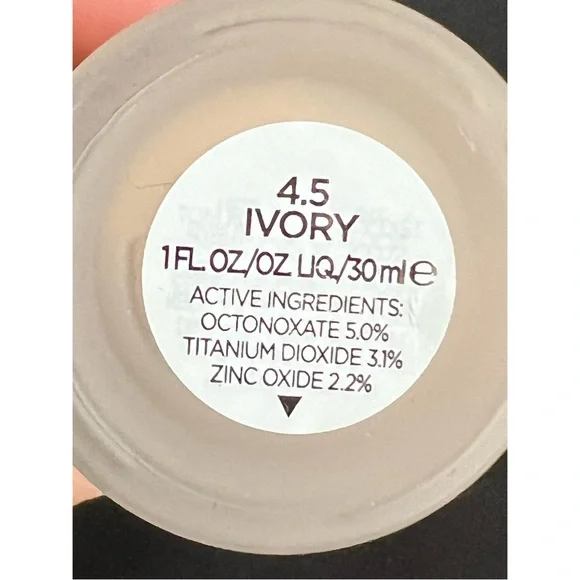 4.5
IVORY
1 FL. OZ/OZ LIQ/30 ml ℮
ACTIVE INGREDIENTS:
OCTONOXATE 5.0%
TITANIUM DIOXIDE 3.1%
ZINC OXIDE 2.2%